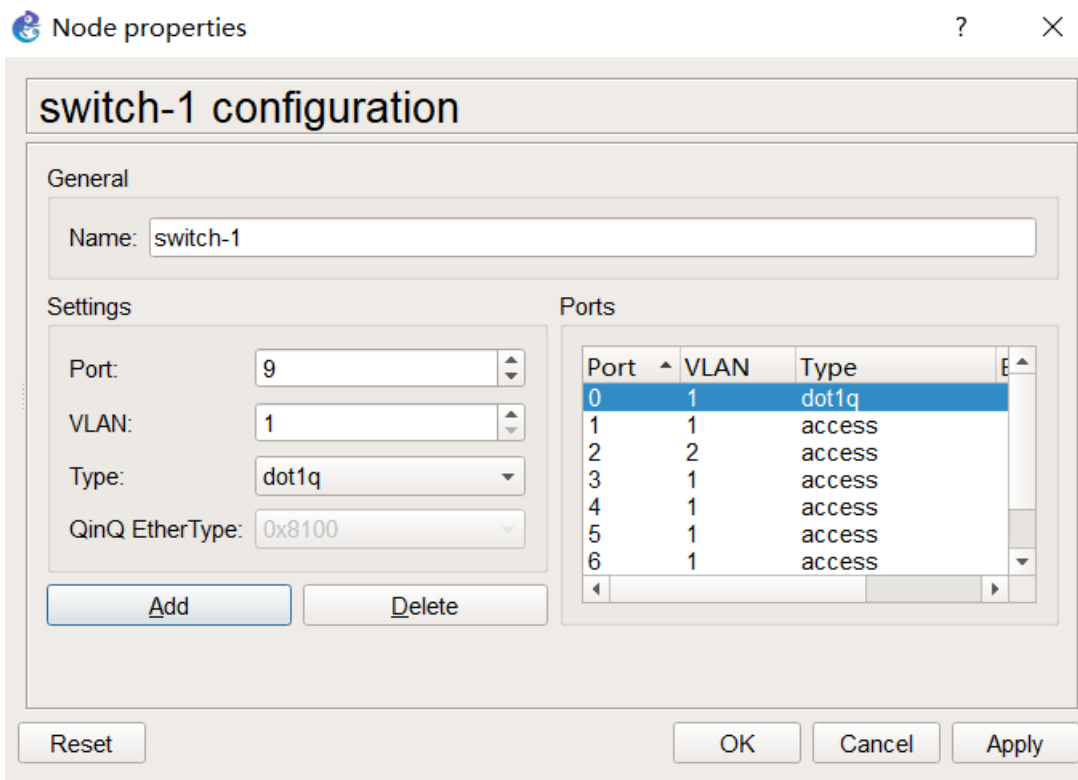 Node properties ?
switch-1 configuration
General
Name: switch-1
Settings
Port: 9
VLAN: 1
Type: dot1q
QinQ EtherType: 0x8100
Add Delete
Ports
Port VLAN Type
0 1 dot1q
1 1 access
2 2 access
3 1 access
4 1 access
5 1 access
6 1 access
Reset OK Cancel Apply